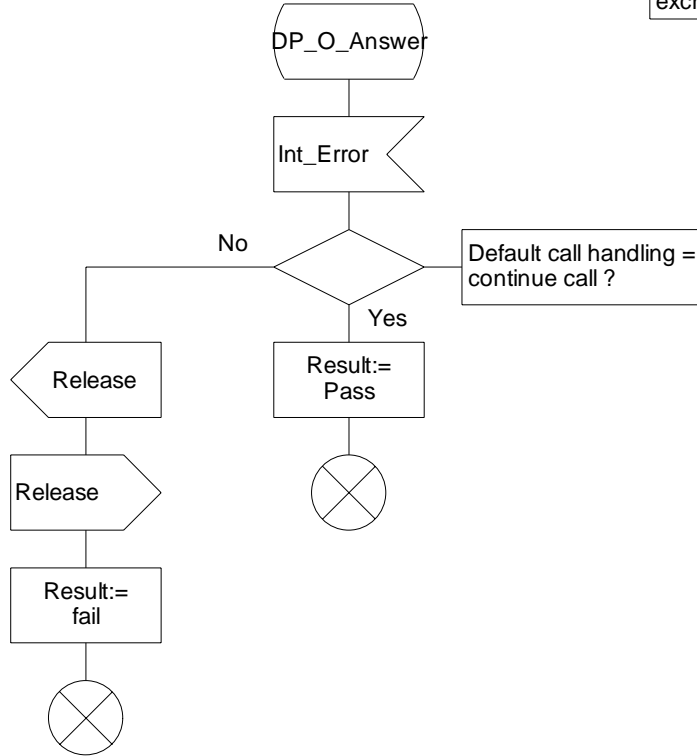 DP_O_Answer
Int_Error
No
Default call handling =
continue call ?
Yes
Release
Result:=
Pass
Release
Result:=
fail